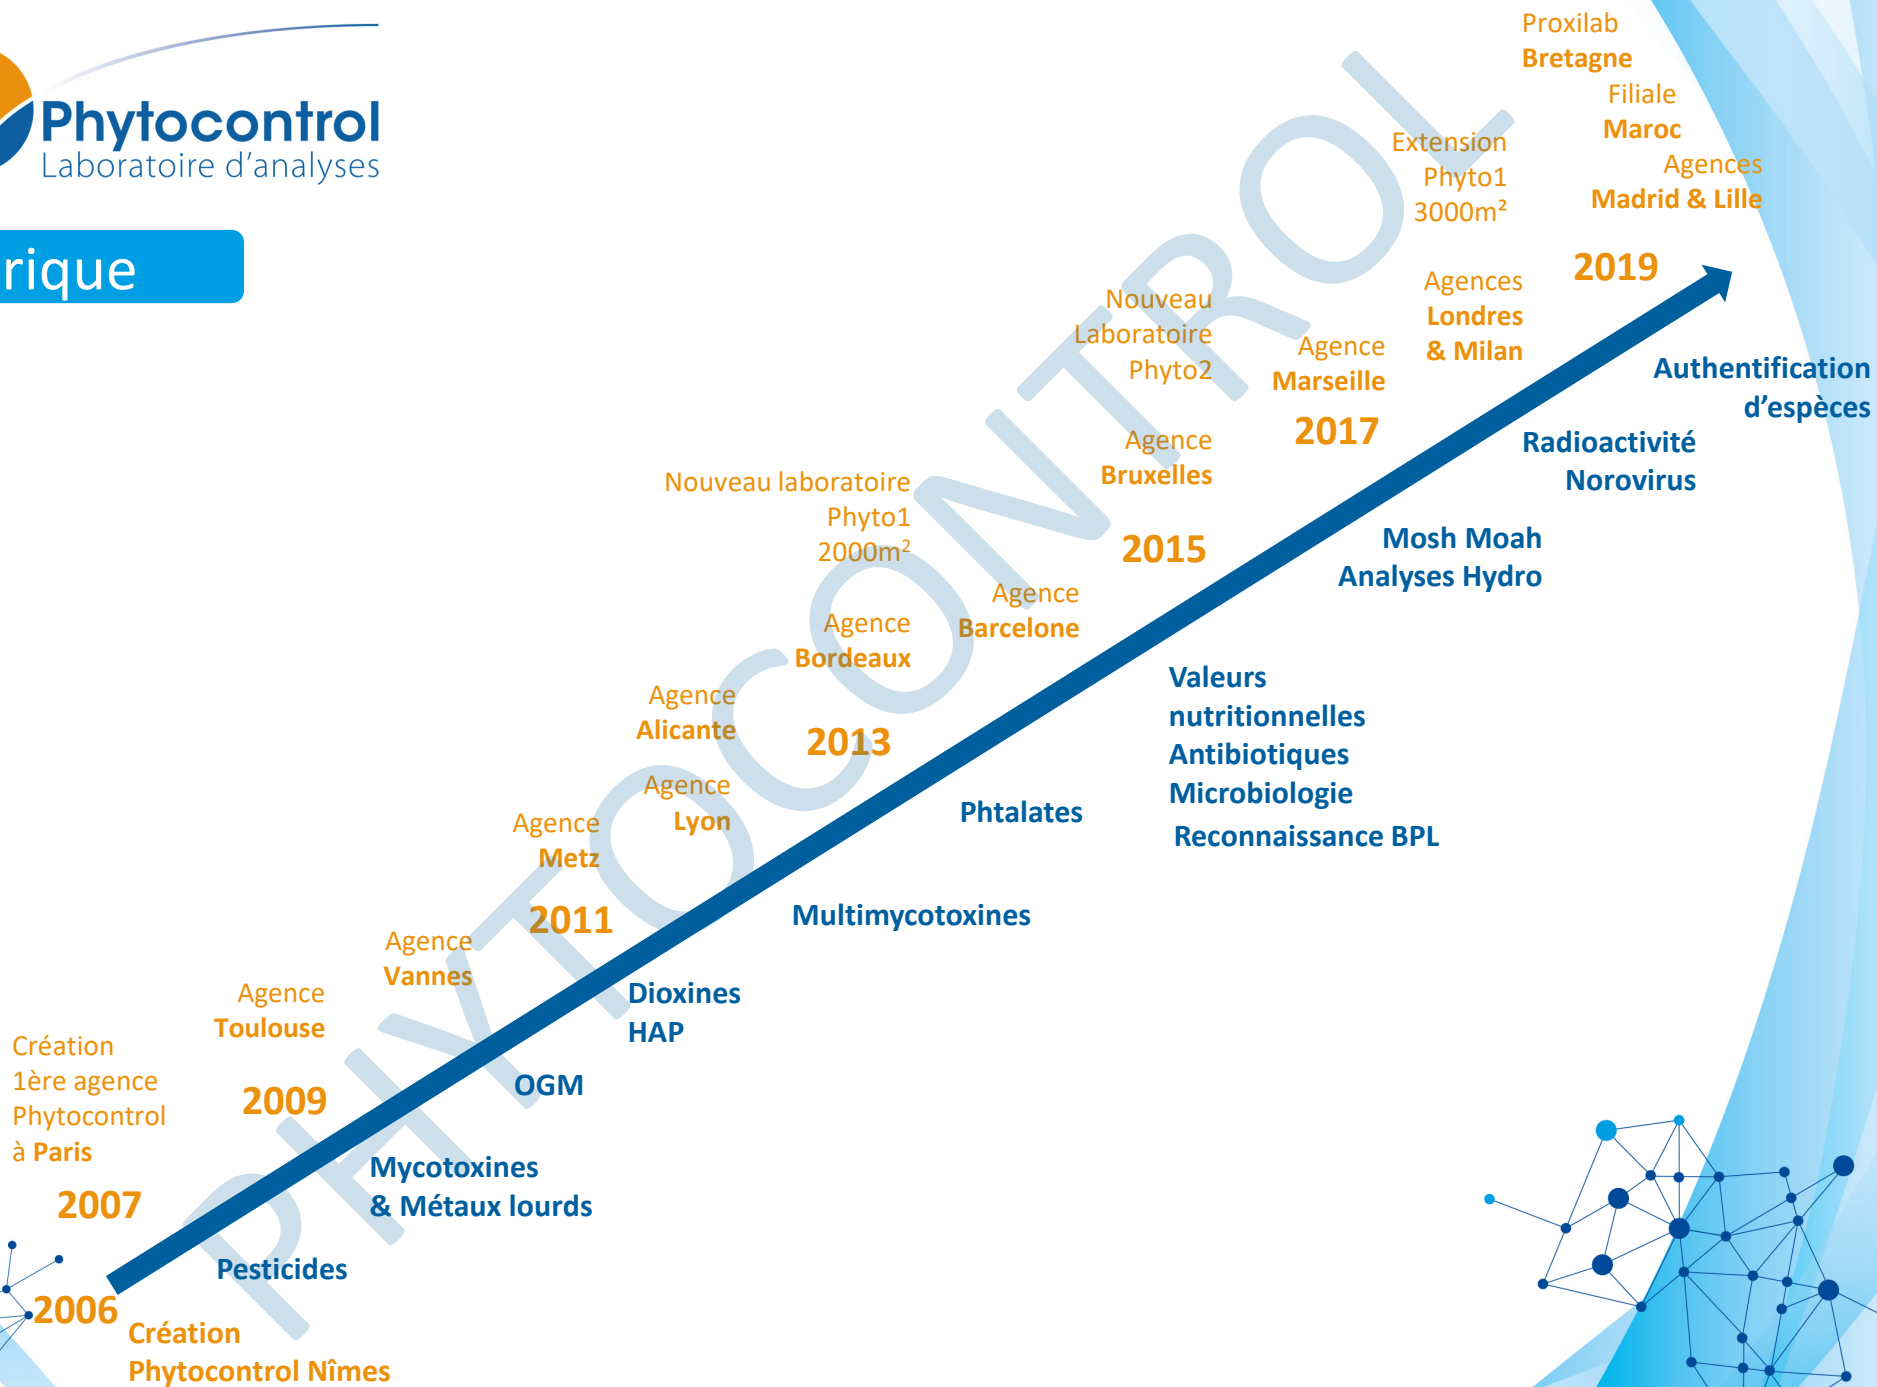 Phytocontrol
Laboratoire d'analyses
rique
PHYTOCONTROL
2006
Création
Phytocontrol Nîmes
Création
1ère agence
Phytocontrol
à Paris
2007
Agence
Toulouse
2009
Agence
Vannes
Agence
Metz
2011
Agence
Alicante
Agence
Lyon
Nouveau laboratoire
Phyto1
2000m²
Agence
Bordeaux
2013
Agence
Barcelone
Nouveau
Laboratoire
Phyto2
Agence
Bruxelles
2015
Agence
Marseille
2017
Extension
Phyto1
3000m²
Agences
Londres
& Milan
Proxilab
Bretagne
Filiale
Maroc
Agences
Madrid & Lille
2019
Pesticides
Mycotoxines
& Métaux lourds
OGM
Dioxines
HAP
Multimycotoxines
Phtalates
Valeurs
nutritionnelles
Antibiotiques
Microbiologie
Reconnaissance BPL
Mosh Moah
Analyses Hydro
Radioactivité
Norovirus
Authentification
d'espèces